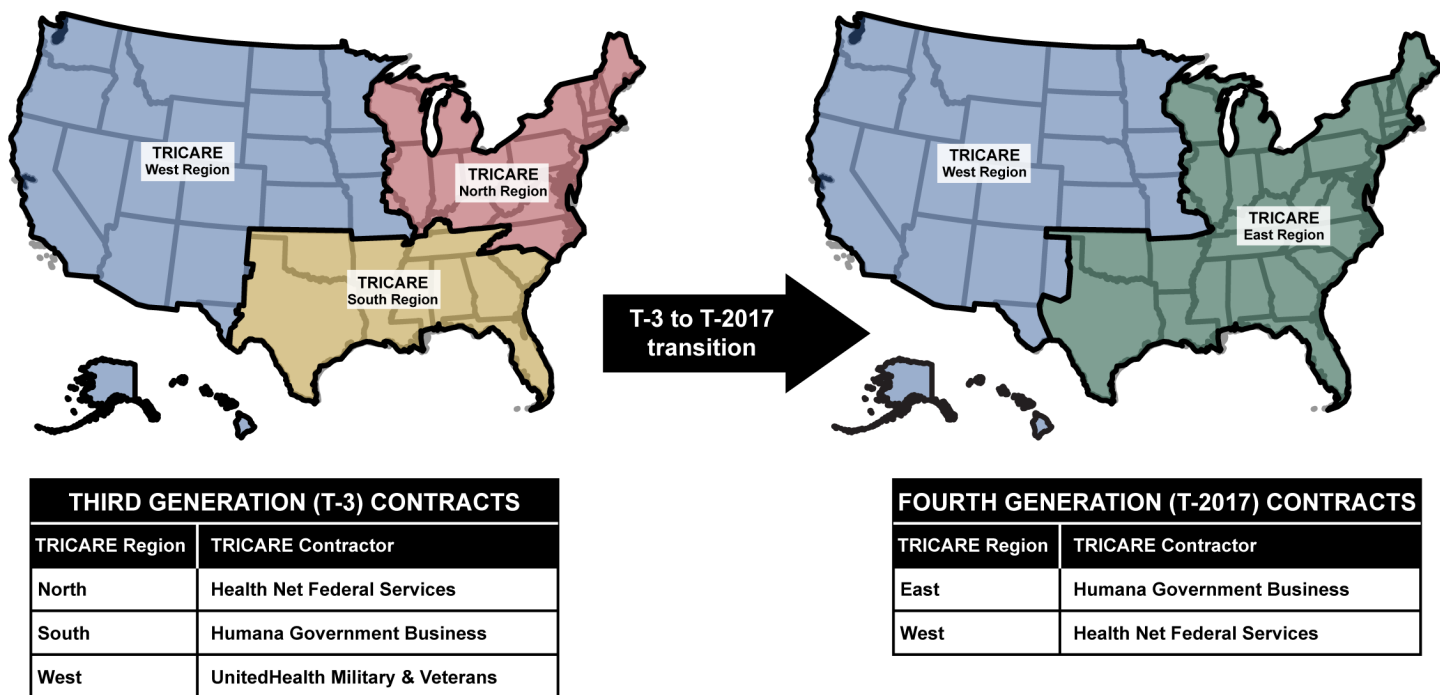 TRICARE
West Region
TRICARE
North Region
TRICARE
South Region
T-3 to T-2017
transition
TRICARE
West Region
TRICARE
East Region
THIRD GENERATION (T-3) CONTRACTS
TRICARE Region TRICARE Contractor
North Health Net Federal Services
South Humana Government Business
West UnitedHealth Military & Veterans
FOURTH GENERATION (T-2017) CONTRACTS
TRICARE Region TRICARE Contractor
East Humana Government Business
West Health Net Federal Services